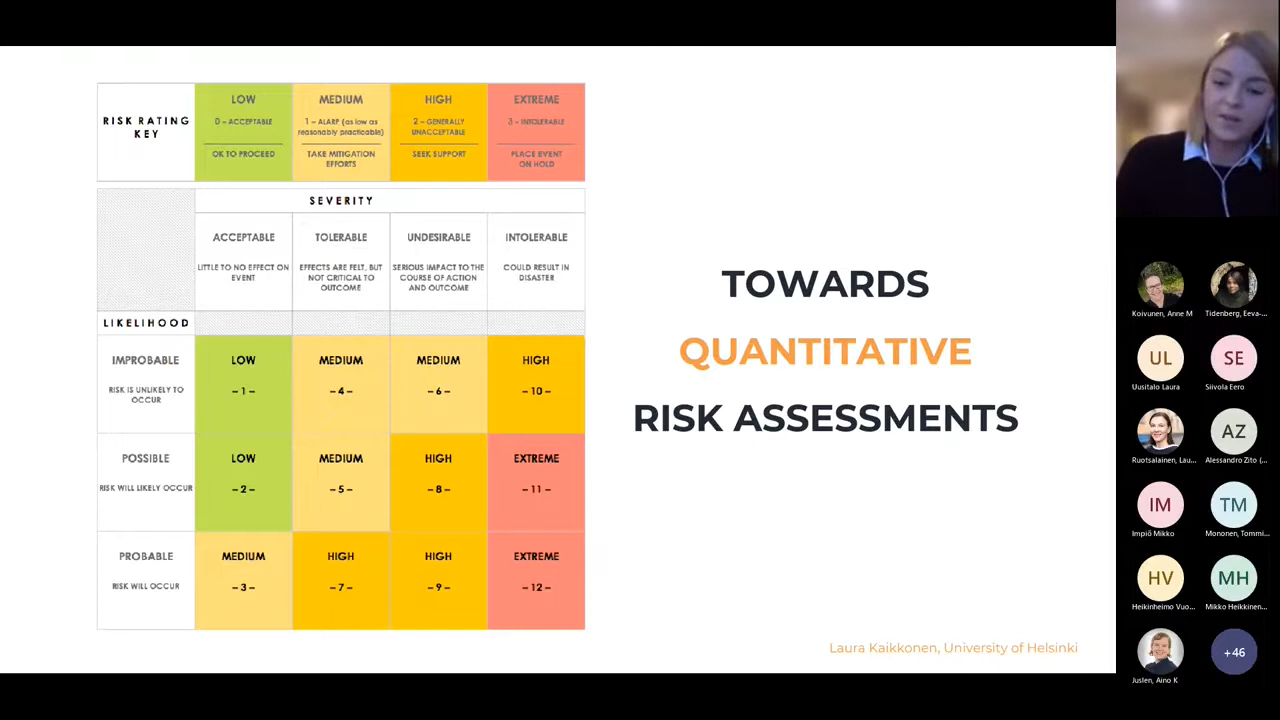 RISK RATING
KEY
LOW
0 – ACCEPTABLE
OK TO PROCEED
MEDIUM
1 – ALARP (as low as
reasonably practicable)
TAKE MITIGATION
EFFORTS
HIGH
2 – GENERALLY
UNACCEPTABLE
SEEK SUPPORT
EXTREME
3 – INTOLERABLE
PLACE EVENT
ON HOLD
SEVERITY
ACCEPTABLE
LITTLE TO NO EFFECT ON
EVENT
TOLERABLE
EFFECTS ARE FELT, BUT
NOT CRITICAL TO
OUTCOME
UNDESIRABLE
SERIOUS IMPACT TO THE
COURSE OF ACTION
AND OUTCOME
INTOLERABLE
COULD RESULT IN
DISASTER
LIKELIHOOD
IMPROBABLE
RISK IS UNLIKELY TO
OCCUR
LOW
– 1 –
MEDIUM
– 4 –
MEDIUM
– 6 –
HIGH
– 10 –
POSSIBLE
RISK WILL LIKELY OCCUR
LOW
– 2 –
MEDIUM
– 5 –
HIGH
– 8 –
EXTREME
– 11 –
PROBABLE
RISK WILL OCCUR
MEDIUM
– 3 –
HIGH
– 7 –
HIGH
– 9 –
EXTREME
– 12 –
TOWARDS
QUANTITATIVE
RISK ASSESSMENTS
Laura Kaikkonen, University of Helsinki
Koivunen, Anne M
Tidenberg, Eeva-...
UL
Uusitalo Laura
SE
Siivola Eero
Ruotsalainen, Lau...
AZ
Alessandro Zito (...
IM
Impiö Mikko
TM
Mononen, Tommi...
HV
Heikinheimo Vuo...
MH
Mikko Heikkinen...
Juslen, Aino K
+46